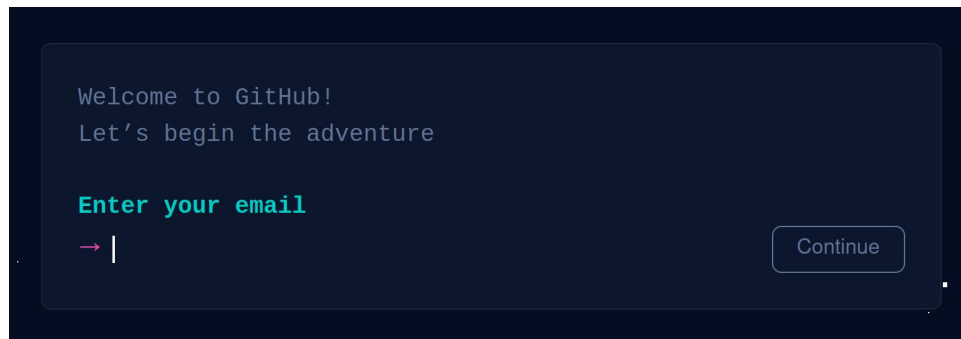 Welcome to GitHub!
Let’s begin the adventure
Enter your email
→
Continue